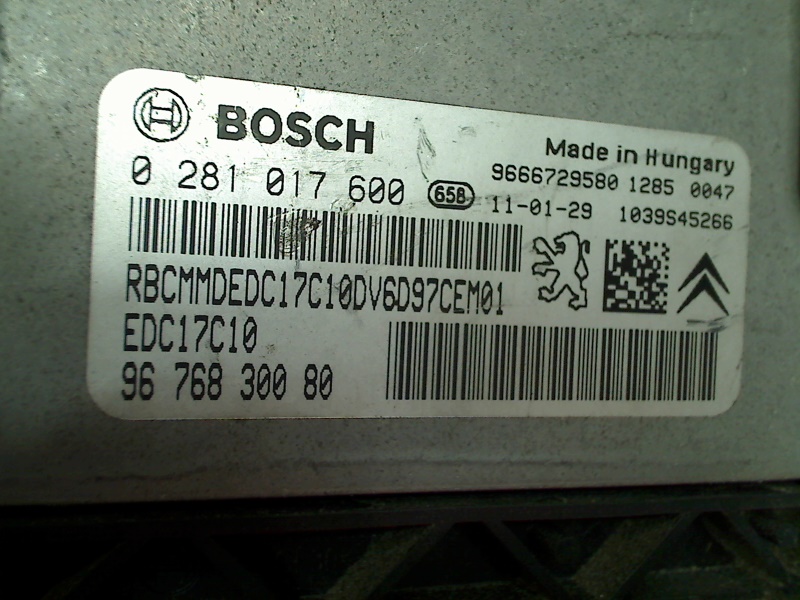 BOSCH
Made in Hungary
0 281 017 600
658
9666729580 1285 0047
11-01-29 1039S45266
RBCMMDEDC17C10DV6D97CEM01
EDC17C10
96 768 300 80